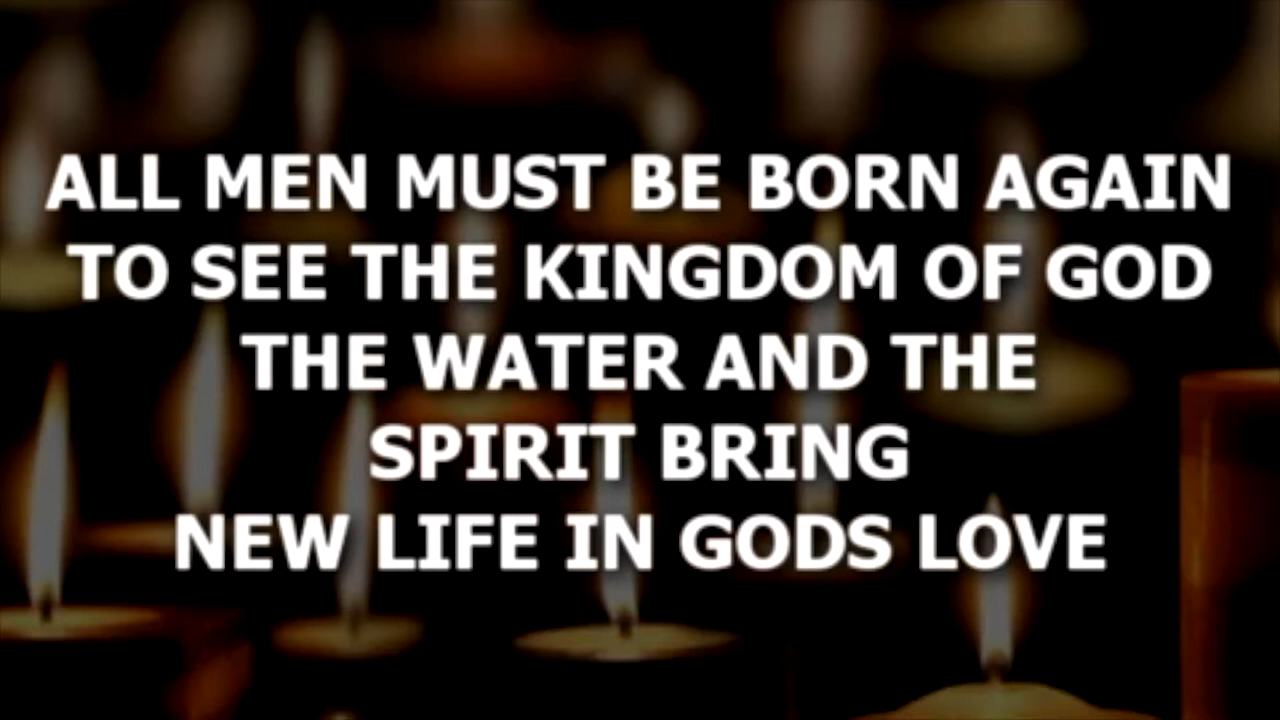 ALL MEN MUST BE BORN AGAIN
TO SEE THE KINGDOM OF GOD
THE WATER AND THE
SPIRIT BRING
NEW LIFE IN GODS LOVE